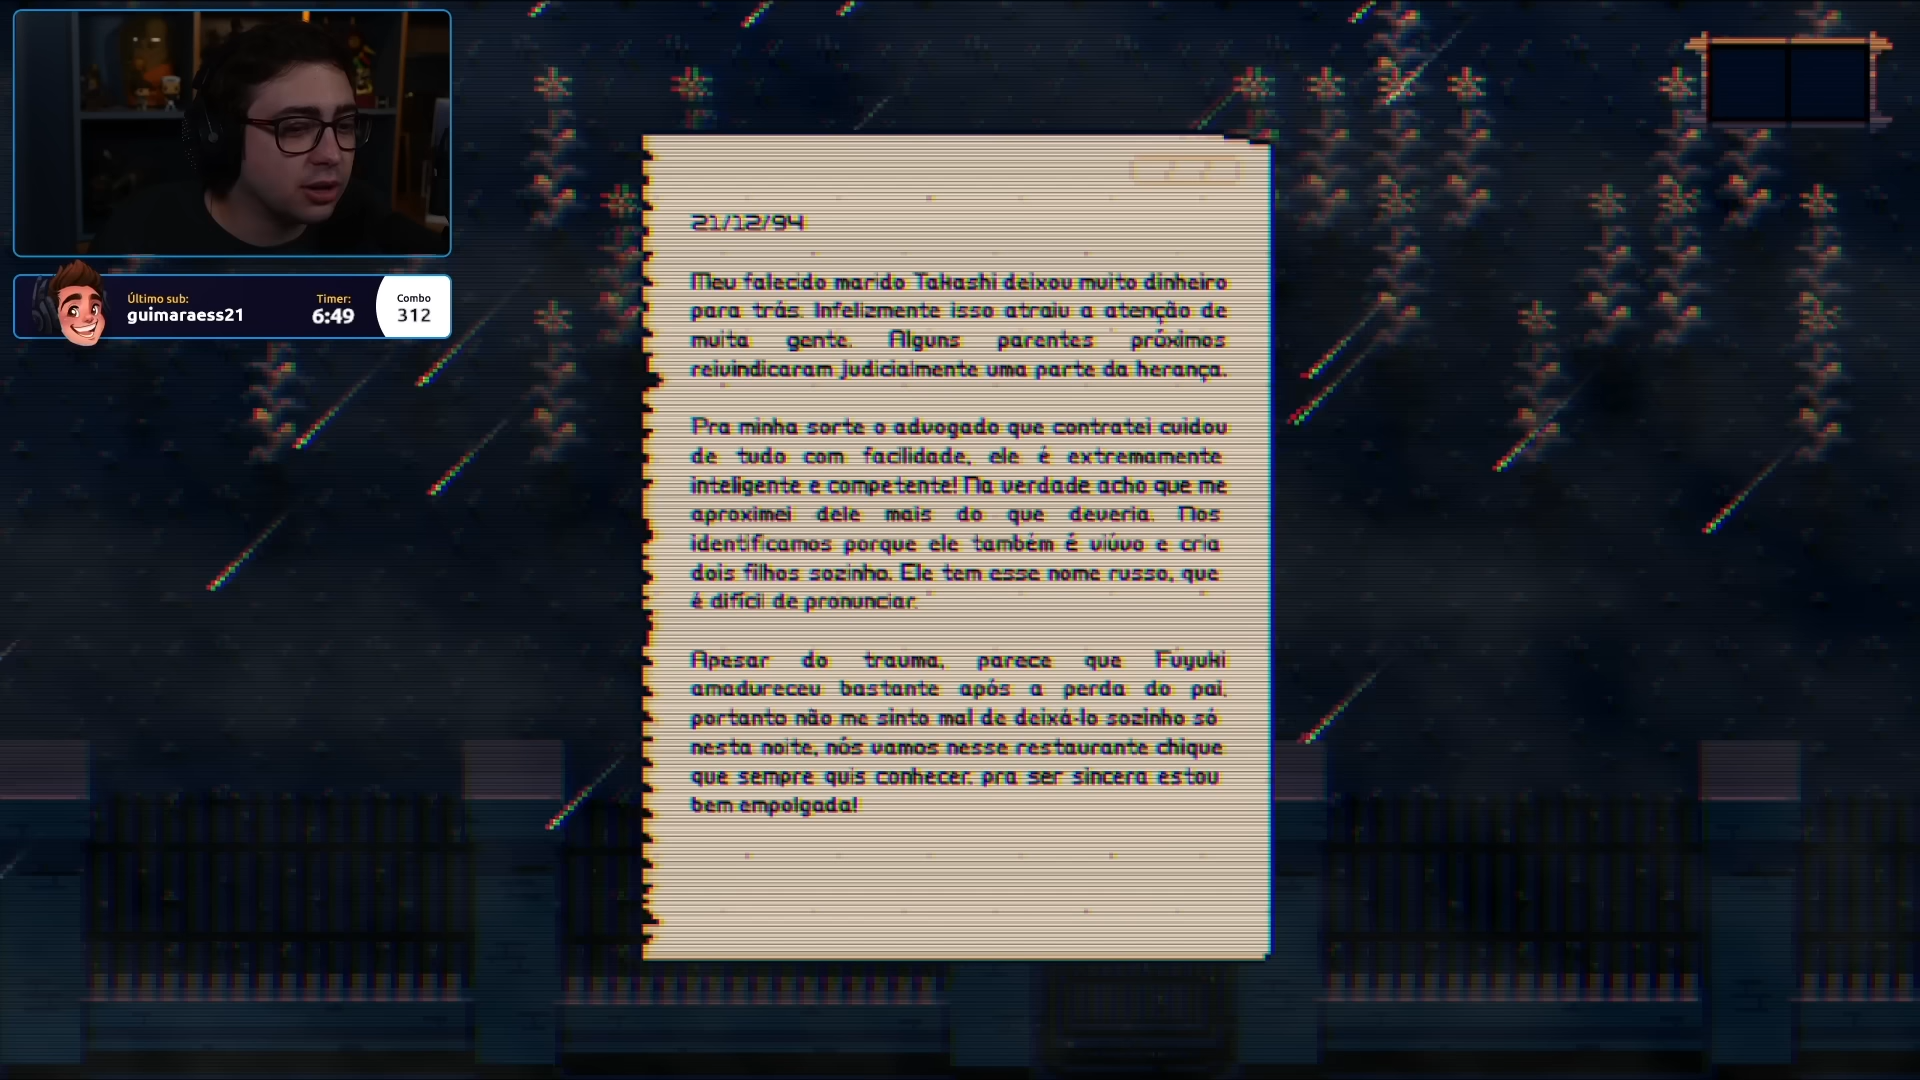 Último sub:
guimaraess21
Timer:
6:49
Combo
312
21/12/94
Meu falecido marido Takashi deixou muito dinheiro
para trás. Infelizmente isso atraiu a atenção de
muita gente. Alguns parentes próximos
reivindicaram judicialmente uma parte da herança.
Pra minha sorte o advogado que contratei cuidou
de tudo com facilidade, ele é extremamente
inteligente e competente! Na verdade acho que me
aproximei dele mais do que deveria. Nos
identificamos porque ele também é viúvo e cria
dois filhos sozinho. Ele tem esse nome russo, que
é difícil de pronunciar.
Apesar do trauma, parece que Fuyuki
amadureceu bastante após a perda do pai,
portanto não me sinto mal de deixá-lo sozinho só
nesta noite, nós vamos nesse restaurante chique
que sempre quis conhecer, pra ser sincera estou
bem empolgada!